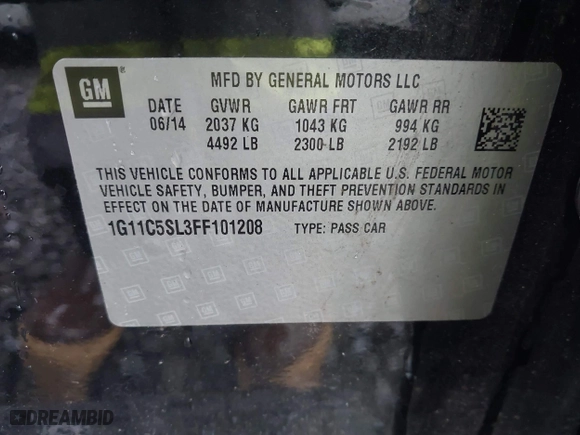 GM ®
MFD BY GENERAL MOTORS LLC
DATE GVWR GAWR FRT GAWR RR
06/14 2037 KG 1043 KG 994 KG
4492 LB 2300 LB 2192 LB
THIS VEHICLE CONFORMS TO ALL APPLICABLE U.S. FEDERAL MOTOR
VEHICLE SAFETY, BUMPER, AND THEFT PREVENTION STANDARDS IN
EFFECT ON THE DATE OF MANUFACTURE SHOWN ABOVE.
1G11C5SL3FF101208 TYPE: PASS CAR
DREAMBID